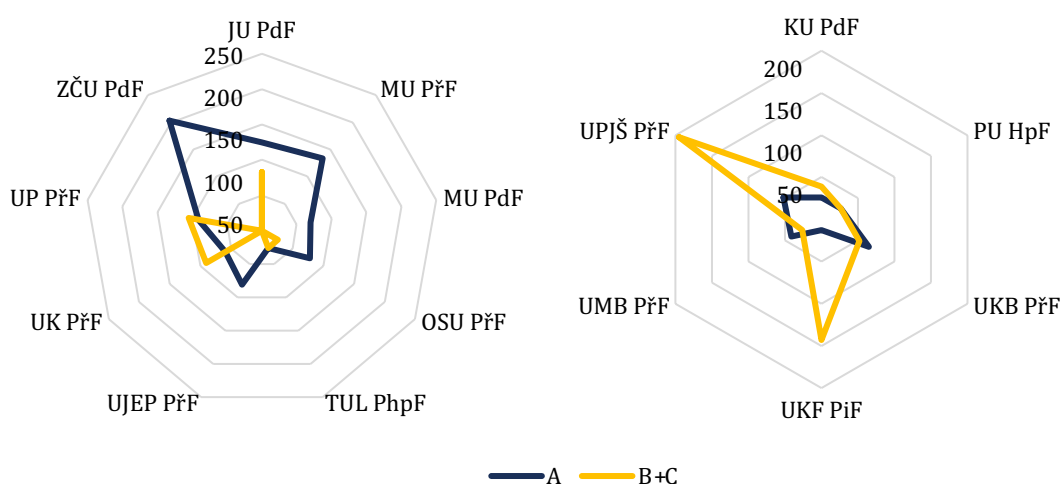 JU PdF
MU PřF
MU PdF
OSU PřF
TUL PhpF
UJEP PřF
UK PřF
UP PřF
ZČU PdF
250
200
150
100
50
KU PdF
PU HpF
UKB PřF
UKF PiF
UMB PřF
UPJŠ PřF
200
150
100
50
A
B+C